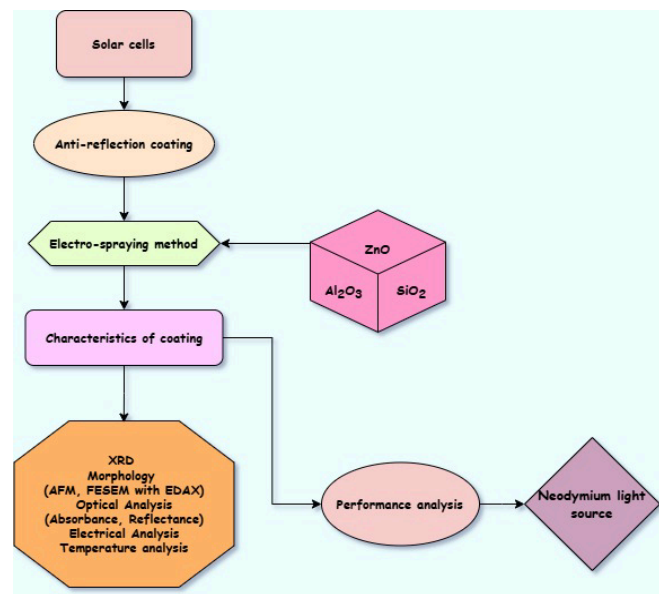 Solar cells
Anti-reflection coating
Electro-spraying method
ZnO
Al₂O₃
SiO₂
Characteristics of coating
XRD
Morphology
(AFM, FESEM with EDAX)
Optical Analysis
(Absorbance, Reflectance)
Electrical Analysis
Temperature analysis
Performance analysis
Neodymium light
source